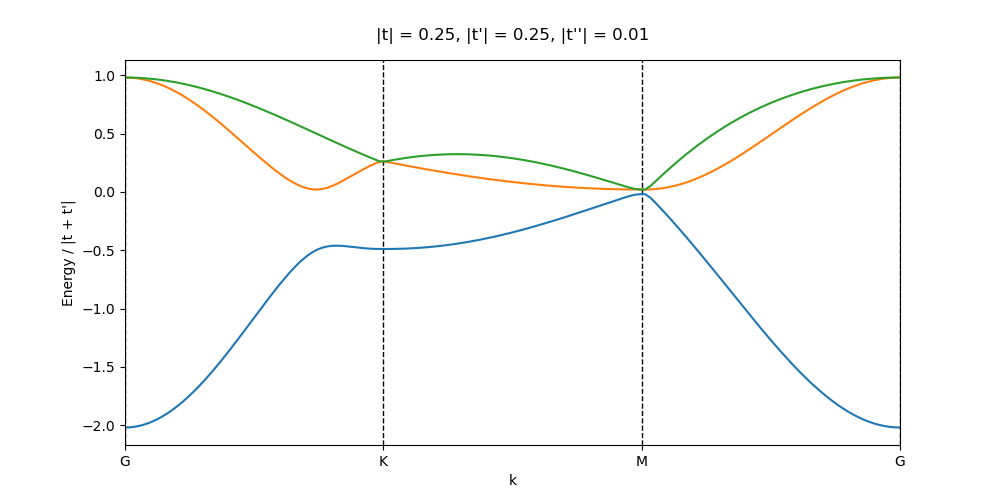 |t| = 0.25, |t'| = 0.25, |t''| = 0.01
Energy / |t + t'|
1.0
0.5
0.0
−0.5
−1.0
−1.5
−2.0
G K M G
k